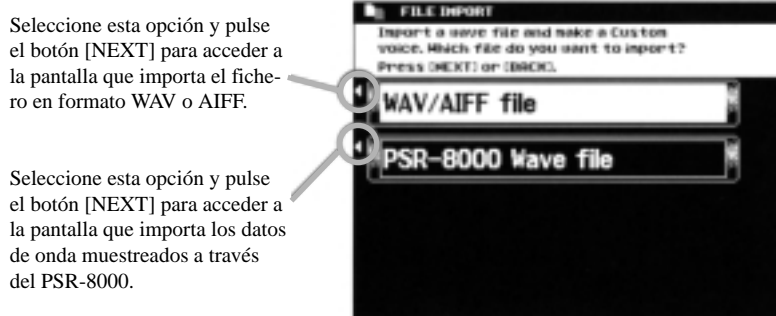 Seleccione esta opción y pulse
el botón [NEXT] para acceder a
la pantalla que importa el fiche-
ro en formato WAV o AIFF.
Seleccione esta opción y pulse
el botón [NEXT] para acceder a
la pantalla que importa los datos
de onda muestreados a través
del PSR-8000.
FILE IMPORT
Import a wave file and make a Custom
voice. Which file do you want to import?
Press [NEXT] or [BACK].
WAV/AIFF file
PSR-8000 Wave file